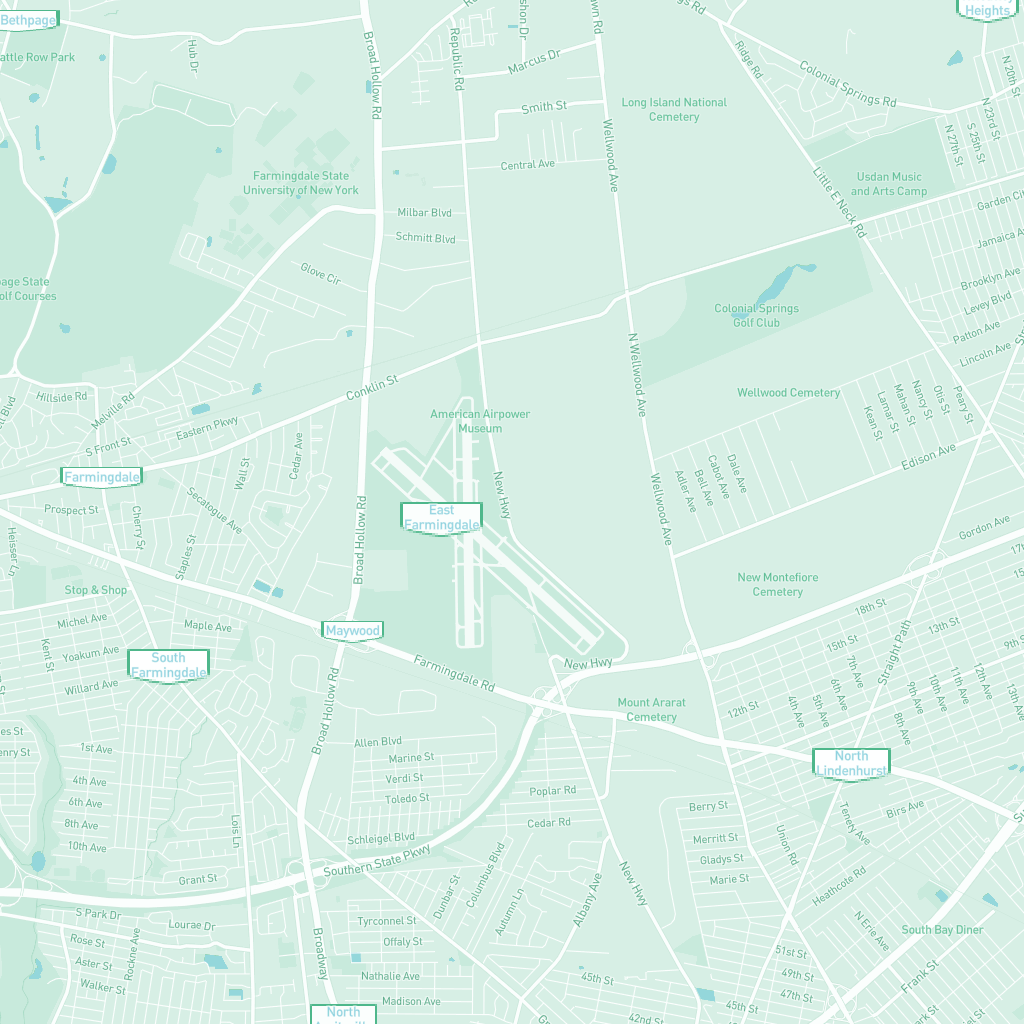 Bethpage
Heights
Hub Dr
Broad Hollow Rd
Republic Rd
Marcus Dr
Smith St
Central Ave
Wellwood Ave
Long Island National
Cemetery
Ridge Rd
Colonial Springs Rd
N 20th St
N 23rd St
S 25th St
N 27th St
Farmingdale State
University of New York
Usdan Music
and Arts Camp
Little E Neck Rd
Milbar Blvd
Schmitt Blvd
Glove Cir
Jamaica Ave
Brooklyn Ave
Levey Blvd
Patton Ave
Lincoln Ave
Colonial Springs
Golf Club
N Wellwood Ave
Conklin St
Hillside Rd
Melville Rd
S Front St
Eastern Pkwy
American Airpower
Museum
Wellwood Cemetery
Kean St
Lamar St
Mahan St
Nancy St
Otis St
Peary St
Edison Ave
Farmingdale
Wall St
Cedar Ave
Secatogue Ave
Prospect St
Cherry St
Staples St
Heisser Ln
Broad Hollow Rd
East
Farmingdale
New Hwy
Wellwood Ave
Adler Ave
Bell Ave
Cabot Ave
Dale Ave
Gordon Ave
New Montefiore
Cemetery
Stop & Shop
Michel Ave
Maple Ave
Yoakum Ave
Kent St
Willard Ave
South
Farmingdale
Maywood
Farmingdale Rd
New Hwy
Mount Ararat
Cemetery
18th St
15th St
13th St
12th St
Straight Path
7th Ave
6th Ave
5th Ave
4th Ave
8th Ave
9th Ave
10th Ave
11th Ave
12th Ave
13th Ave
North
Lindenhurst
Broad Hollow Rd
Allen Blvd
Marine St
Verdi St
Toledo St
Schleigel Blvd
Southern State Pkwy
Poplar Rd
Cedar Rd
1st Ave
4th Ave
6th Ave
8th Ave
10th Ave
Lois Ln
Grant St
Berry St
Merritt St
Gladys St
Marie St
Union Rd
Tenety Ave
Birs Ave
Heathcote Rd
N Erie Ave
South Bay Diner
Frank St
S Park Dr
Lourae Dr
Rose St
Aster St
Walker St
Rockne Ave
Broadway
Tyrconnel St
Offaly St
Nathalie Ave
Madison Ave
Dunbar St
Columbus Blvd
Autumn Ln
Albany Ave
New Hwy
51st St
49th St
47th St
45th St
45th St
42nd St
North